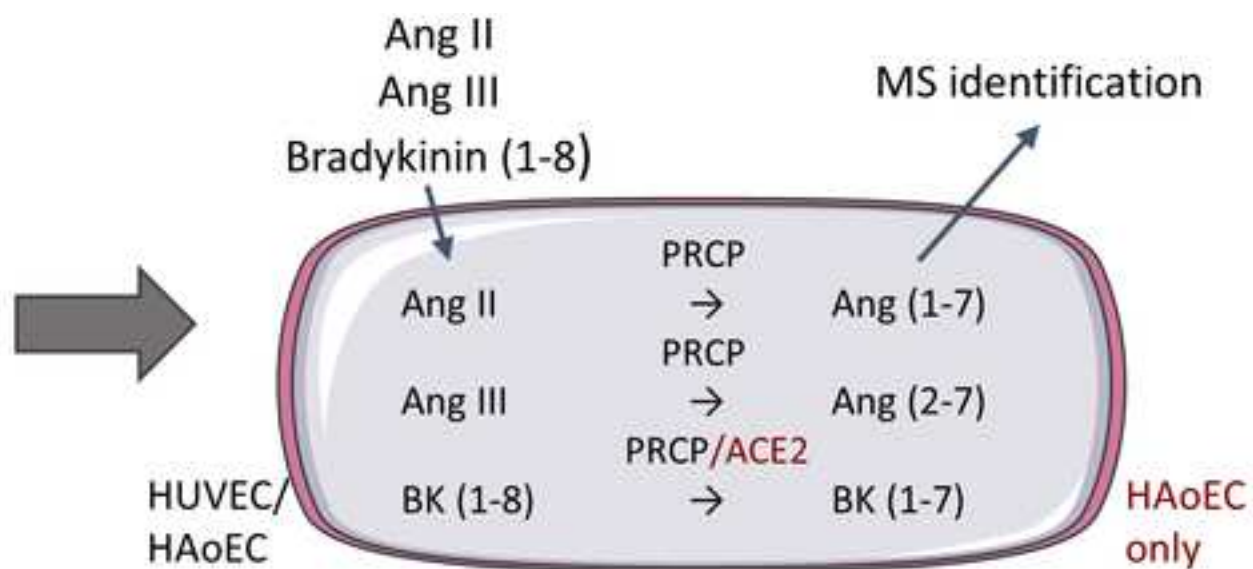 Ang II
Ang III
Bradykinin (1-8)
MS identification
PRCP
Ang II → Ang (1-7)
PRCP
Ang III → Ang (2-7)
PRCP/ACE2
BK (1-8) → BK (1-7)
HUVEC/
HAoEC
HAoEC
only